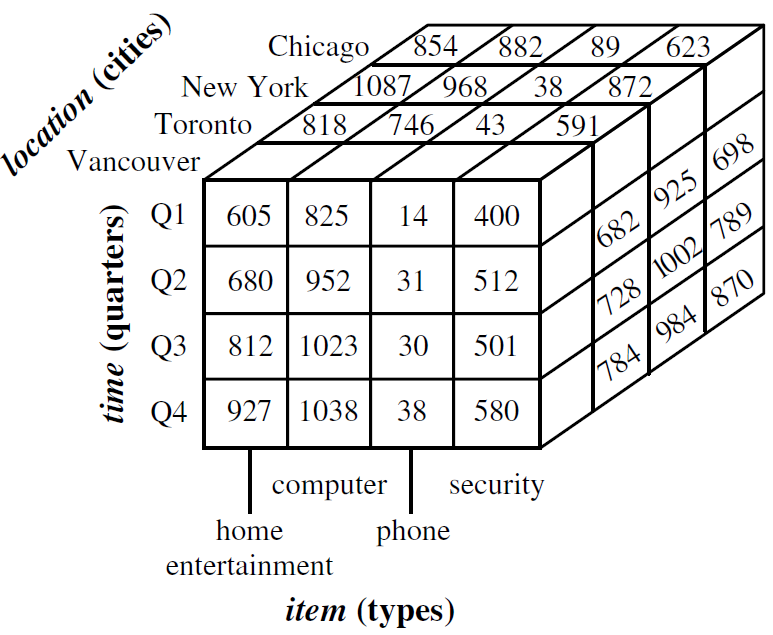 location (cities)
Chicago 854 882 89 623
New York 1087 968 38 872
Toronto 818 746 43 591
Vancouver
time (quarters)
Q1 605 825 14 400
Q2 680 952 31 512
Q3 812 1023 30 501
Q4 927 1038 38 580
682 925 698
728 1002 789
784 984 870
computer security
home phone
entertainment
item (types)